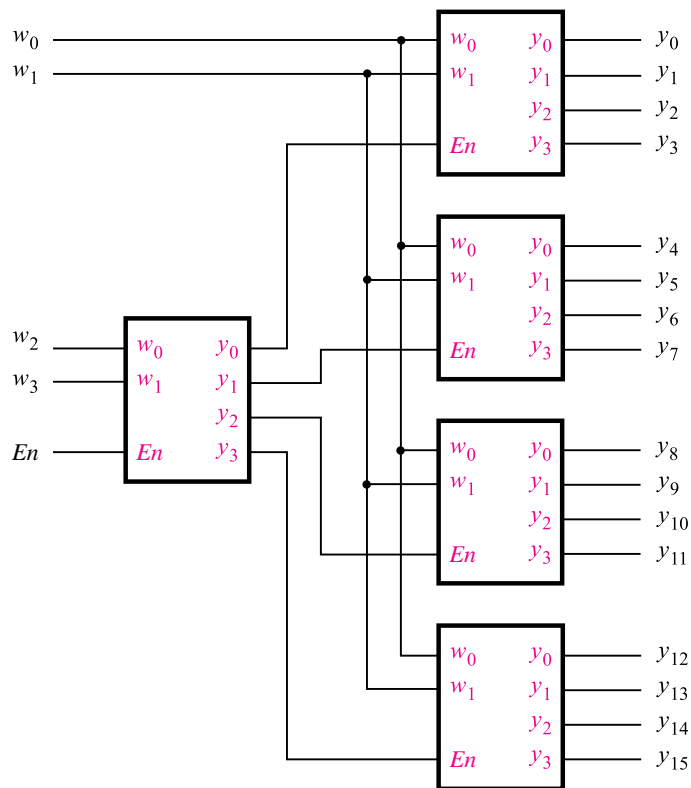 w0 w0 y0 y0
w1 w1 y1 y1
y2 y2
En y3 y3
w0 y0 y4
w1 y1 y5
y2 y6
En y3 y7
w2 w0 y0
w3 w1 y1
y2
En En y3
w0 y0 y8
w1 y1 y9
y2 y10
En y3 y11
w0 y0 y12
w1 y1 y13
y2 y14
En y3 y15